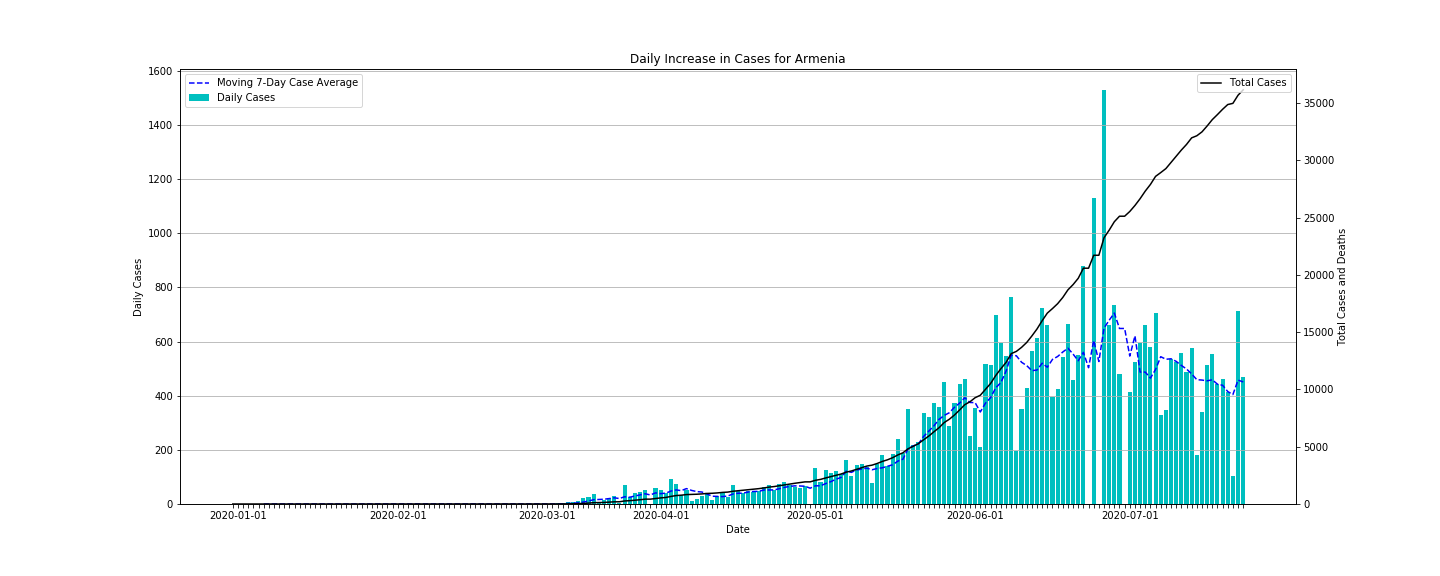 Daily Increase in Cases for Armenia
Moving 7-Day Case Average
Daily Cases
Total Cases
1600
1400
1200
1000
800
600
400
200
0
Daily Cases
35000
30000
25000
20000
15000
10000
5000
0
Total Cases and Deaths
2020-01-01 2020-02-01 2020-03-01 2020-04-01 2020-05-01 2020-06-01 2020-07-01
Date